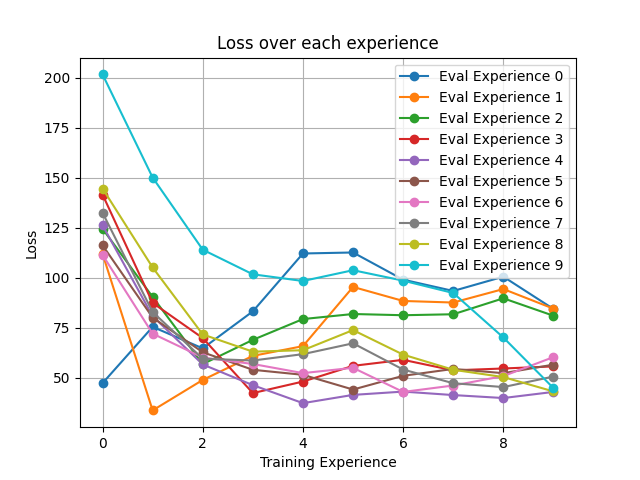 Loss over each experience
Loss
200
175
150
125
100
75
50
0
2
4
6
8
Training Experience
Eval Experience 0
Eval Experience 1
Eval Experience 2
Eval Experience 3
Eval Experience 4
Eval Experience 5
Eval Experience 6
Eval Experience 7
Eval Experience 8
Eval Experience 9